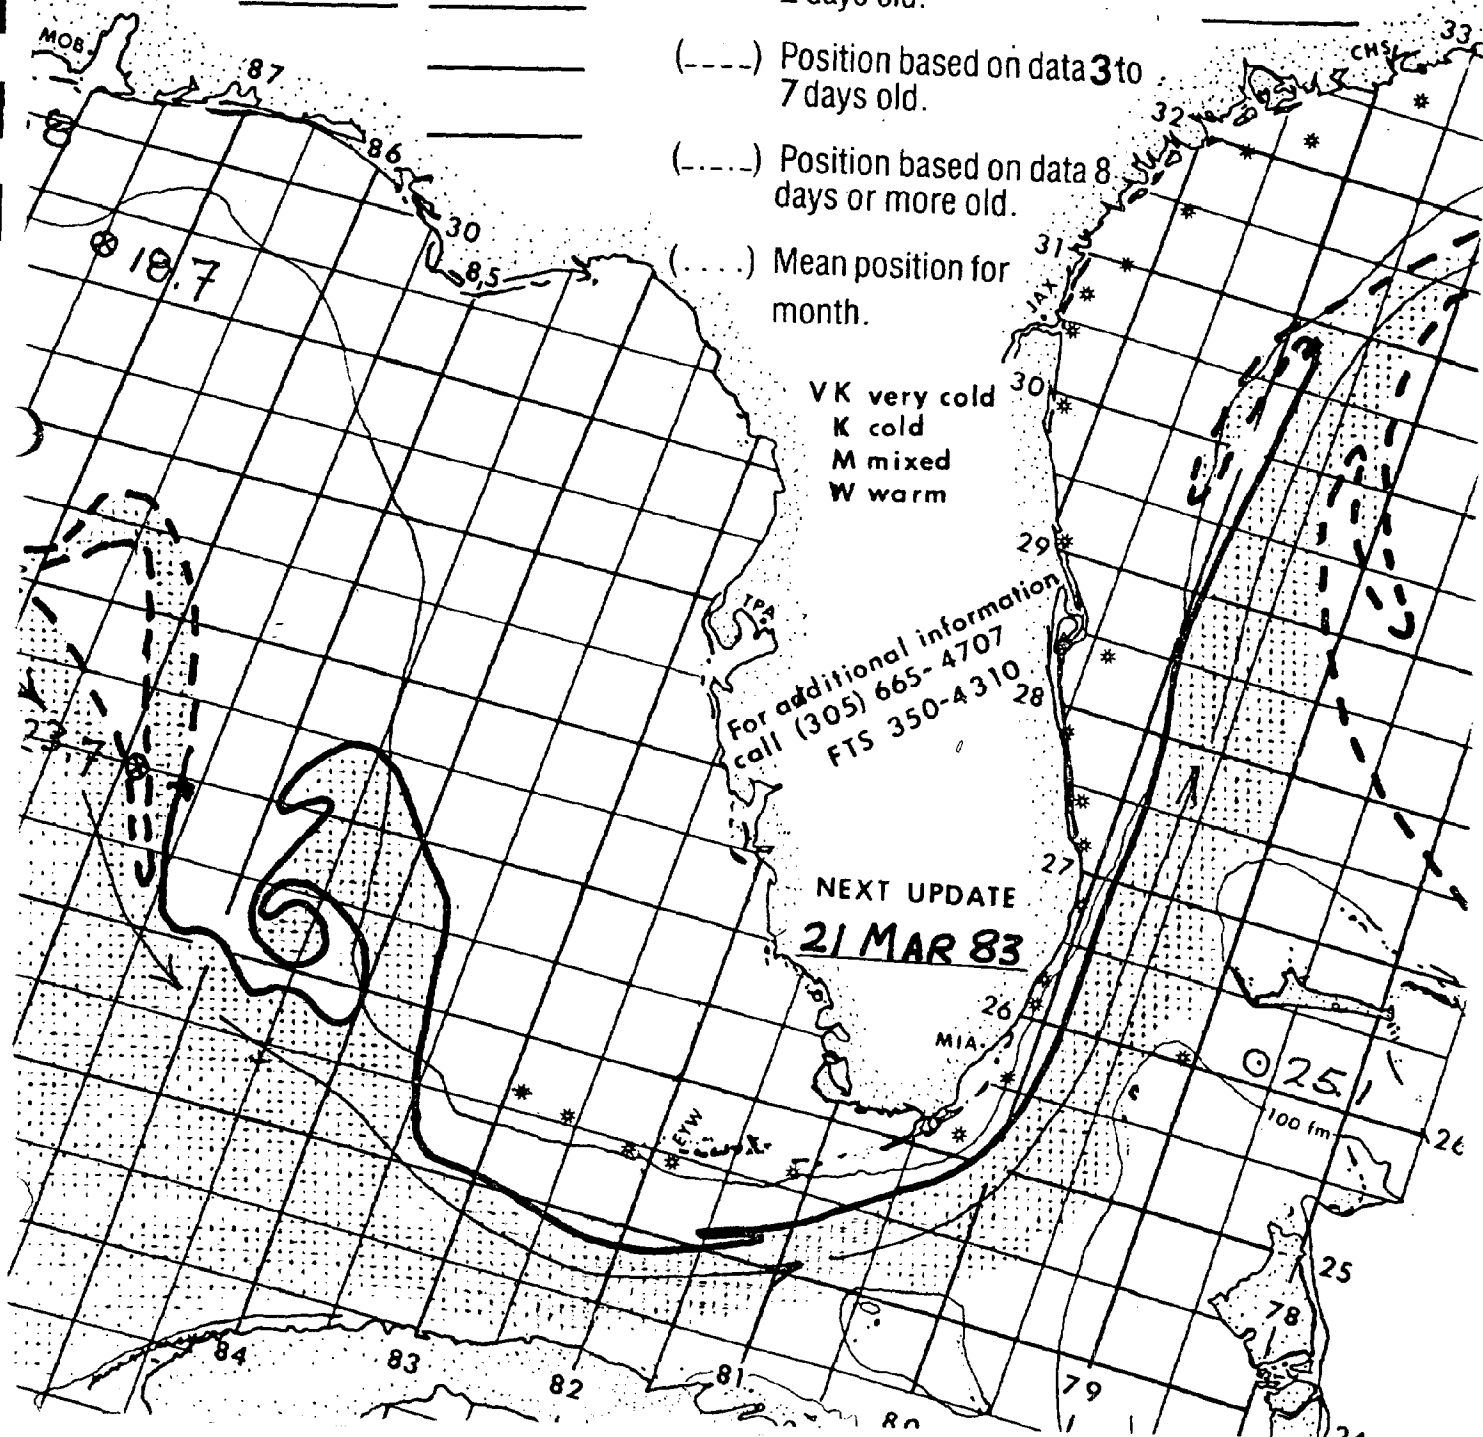 2 days old.
(----) Position based on data 3 to
7 days old.
(-.-.-) Position based on data 8
days or more old.
(....) Mean position for
month.
MOB.
87
86
30
85
18.7
CHS
33
32
31
JAX
30
VK very cold
K cold
M mixed
W warm
29
TPA
For additional information
call (305) 665-4707
FTS 350-4310
28
23.7
27
NEXT UPDATE
21 MAR 83
26
MIA.
25.1
100 fm
26
EYW
25
78
84
83
82
81
80
79